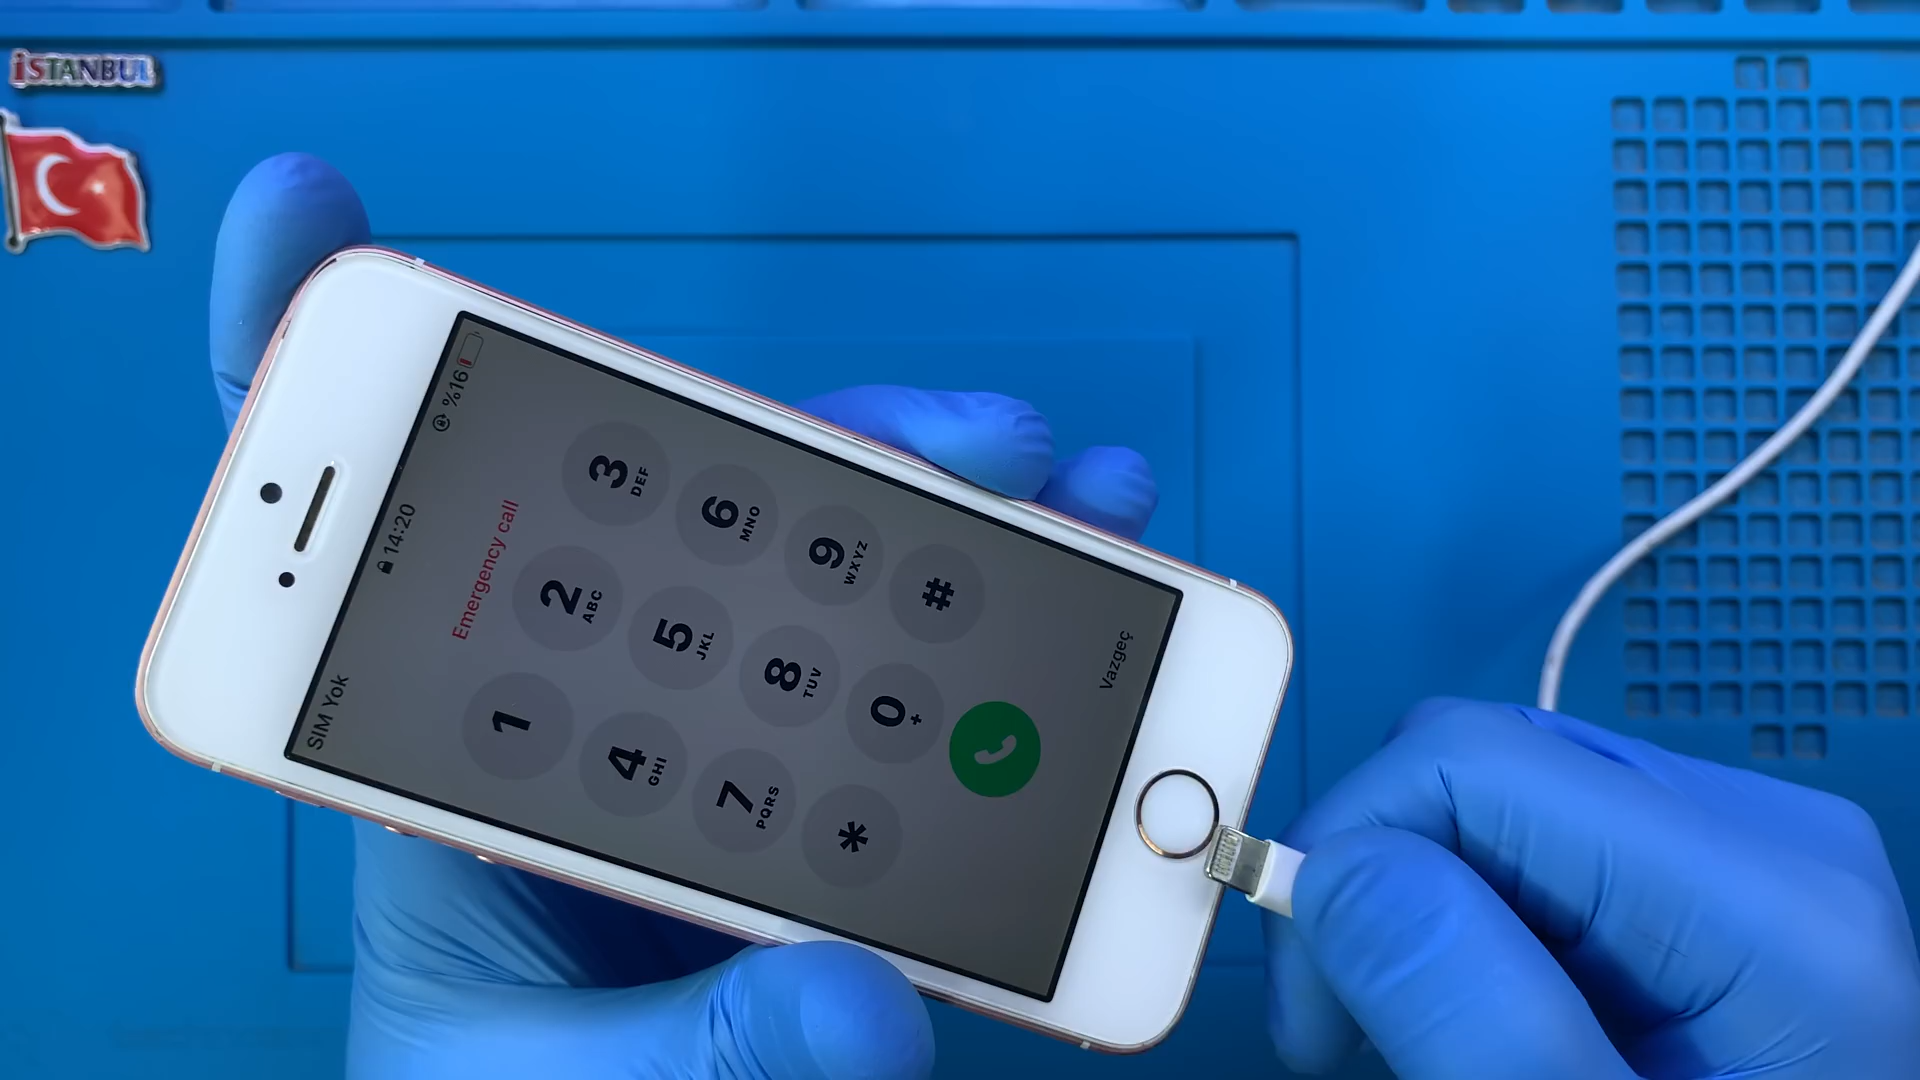 İSTANBUL
SIM Yok
14:20
%16
Emergency call
1
2
ABC
3
DEF
4
GHI
5
JKL
6
MNO
7
PQRS
8
TUV
9
WXYZ
*
0
+
#
Vazgeç